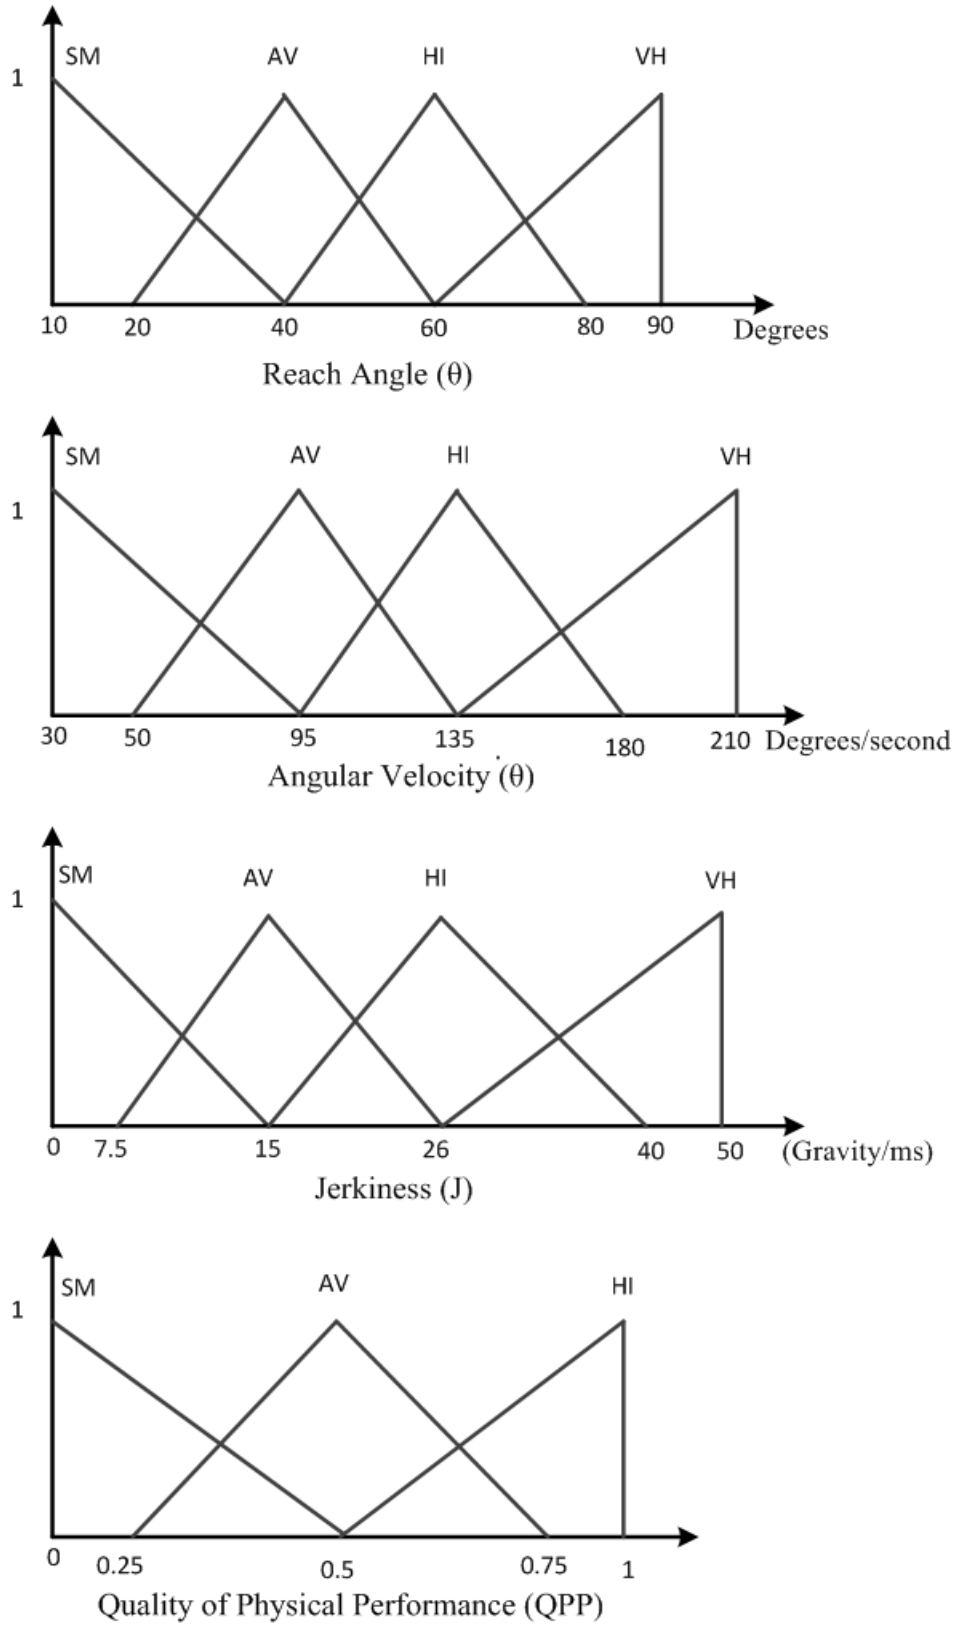 SM AV HI VH
1
10 20 40 60 80 90 Degrees
Reach Angle (θ)
SM AV HI VH
1
30 50 95 135 180 210 Degrees/second
Angular Velocity (θ̇)
SM AV HI VH
1
0 7.5 15 26 40 50 (Gravity/ms)
Jerkiness (J)
SM AV HI
1
0 0.25 0.5 0.75 1
Quality of Physical Performance (QPP)